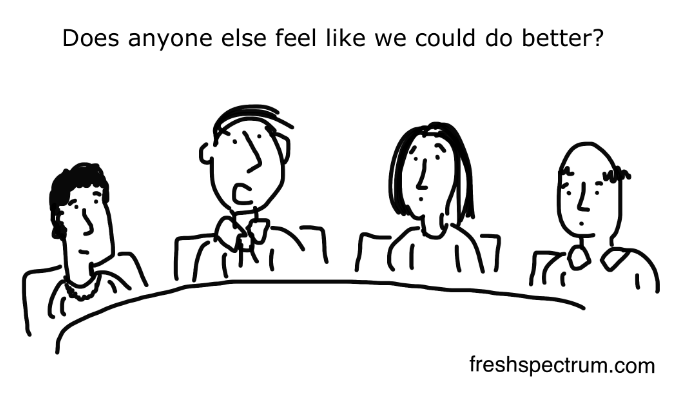 Does anyone else feel like we could do better?
freshspectrum.com